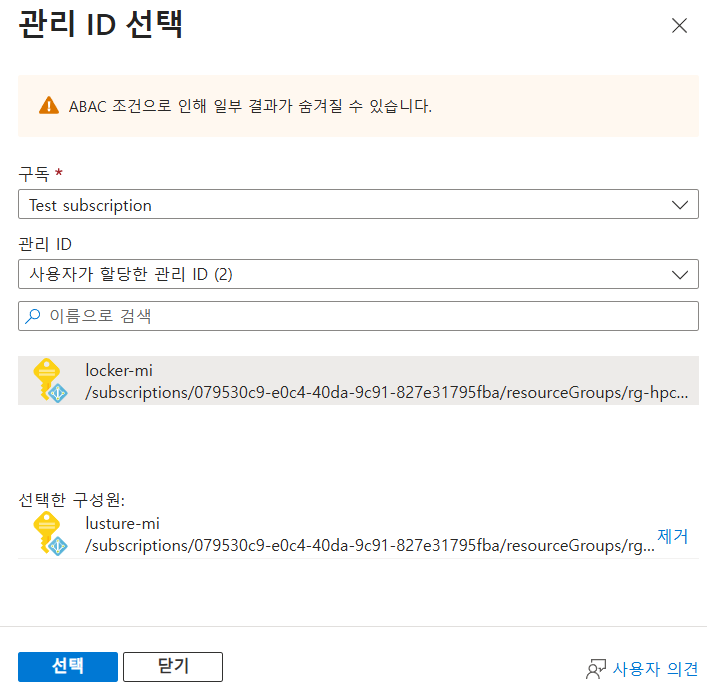 관리 ID 선택
ABAC 조건으로 인해 일부 결과가 숨겨질 수 있습니다.
구독 *
Test subscription
관리 ID
사용자가 할당한 관리 ID (2)
이름으로 검색
locker-mi
/subscriptions/079530c9-e0c4-40da-9c91-827e31795fba/resourceGroups/rg-hpc...
선택한 구성원:
lusture-mi
/subscriptions/079530c9-e0c4-40da-9c91-827e31795fba/resourceGroups/rg... 제거
선택 닫기 사용자 의견